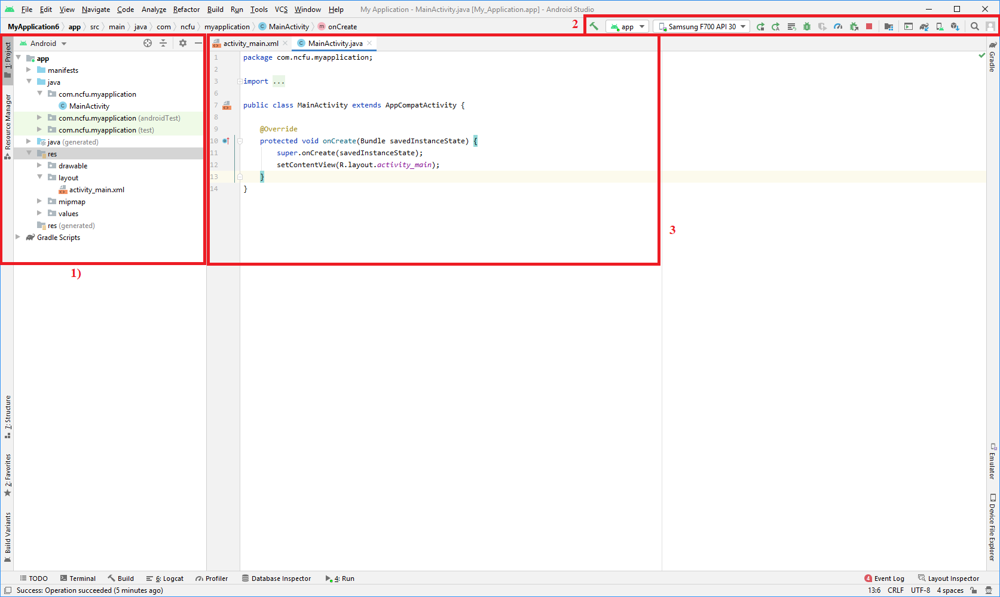 File Edit View Navigate Code Analyze Refactor Build Run Tools VCS Window Help My Application - MainActivity.java [My_Application.app] - Android Studio
MyApplication6 app src main java com ncfu myapplication MainActivity onCreate
2
app Samsung F700 API 30
Android
activity_main.xml MainActivity.java
1: Project
Resource Manager
7: Structure
2: Favorites
Build Variants
app
manifests
java
com.ncfu.myapplication
MainActivity
com.ncfu.myapplication (androidTest)
com.ncfu.myapplication (test)
java (generated)
res
drawable
layout
activity_main.xml
mipmap
values
res (generated)
Gradle Scripts
1)
1 package com.ncfu.myapplication;
2
3 import ...
6
7 public class MainActivity extends AppCompatActivity {
8
9 @Override
10 protected void onCreate(Bundle savedInstanceState) {
11 super.onCreate(savedInstanceState);
12 setContentView(R.layout.activity_main);
13 }
14 }
3
Gradle
Emulator
Device File Explorer
TODO Terminal Build 6: Logcat Profiler Database Inspector 4: Run 4 Event Log Layout Inspector
Success: Operation succeeded (5 minutes ago) 13:6 CRLF UTF-8 4 spaces